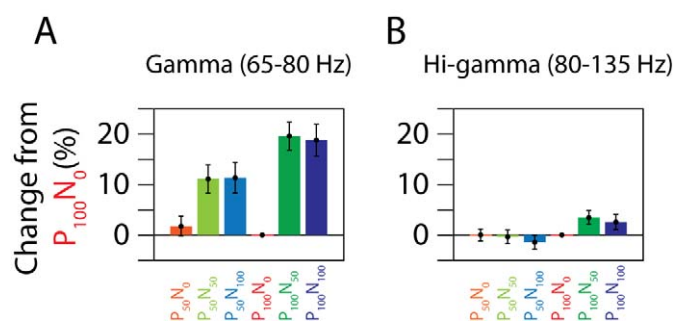 A
B
Gamma (65-80 Hz)
Hi-gamma (80-135 Hz)
Change from
P₁₀₀N₀(%)
20
10
0
20
10
0
P₅₀N₀
P₅₀N₅₀
P₅₀N₁₀₀
P₁₀₀N₀
P₁₀₀N₅₀
P₁₀₀N₁₀₀
P₅₀N₀
P₅₀N₅₀
P₅₀N₁₀₀
P₁₀₀N₀
P₁₀₀N₅₀
P₁₀₀N₁₀₀